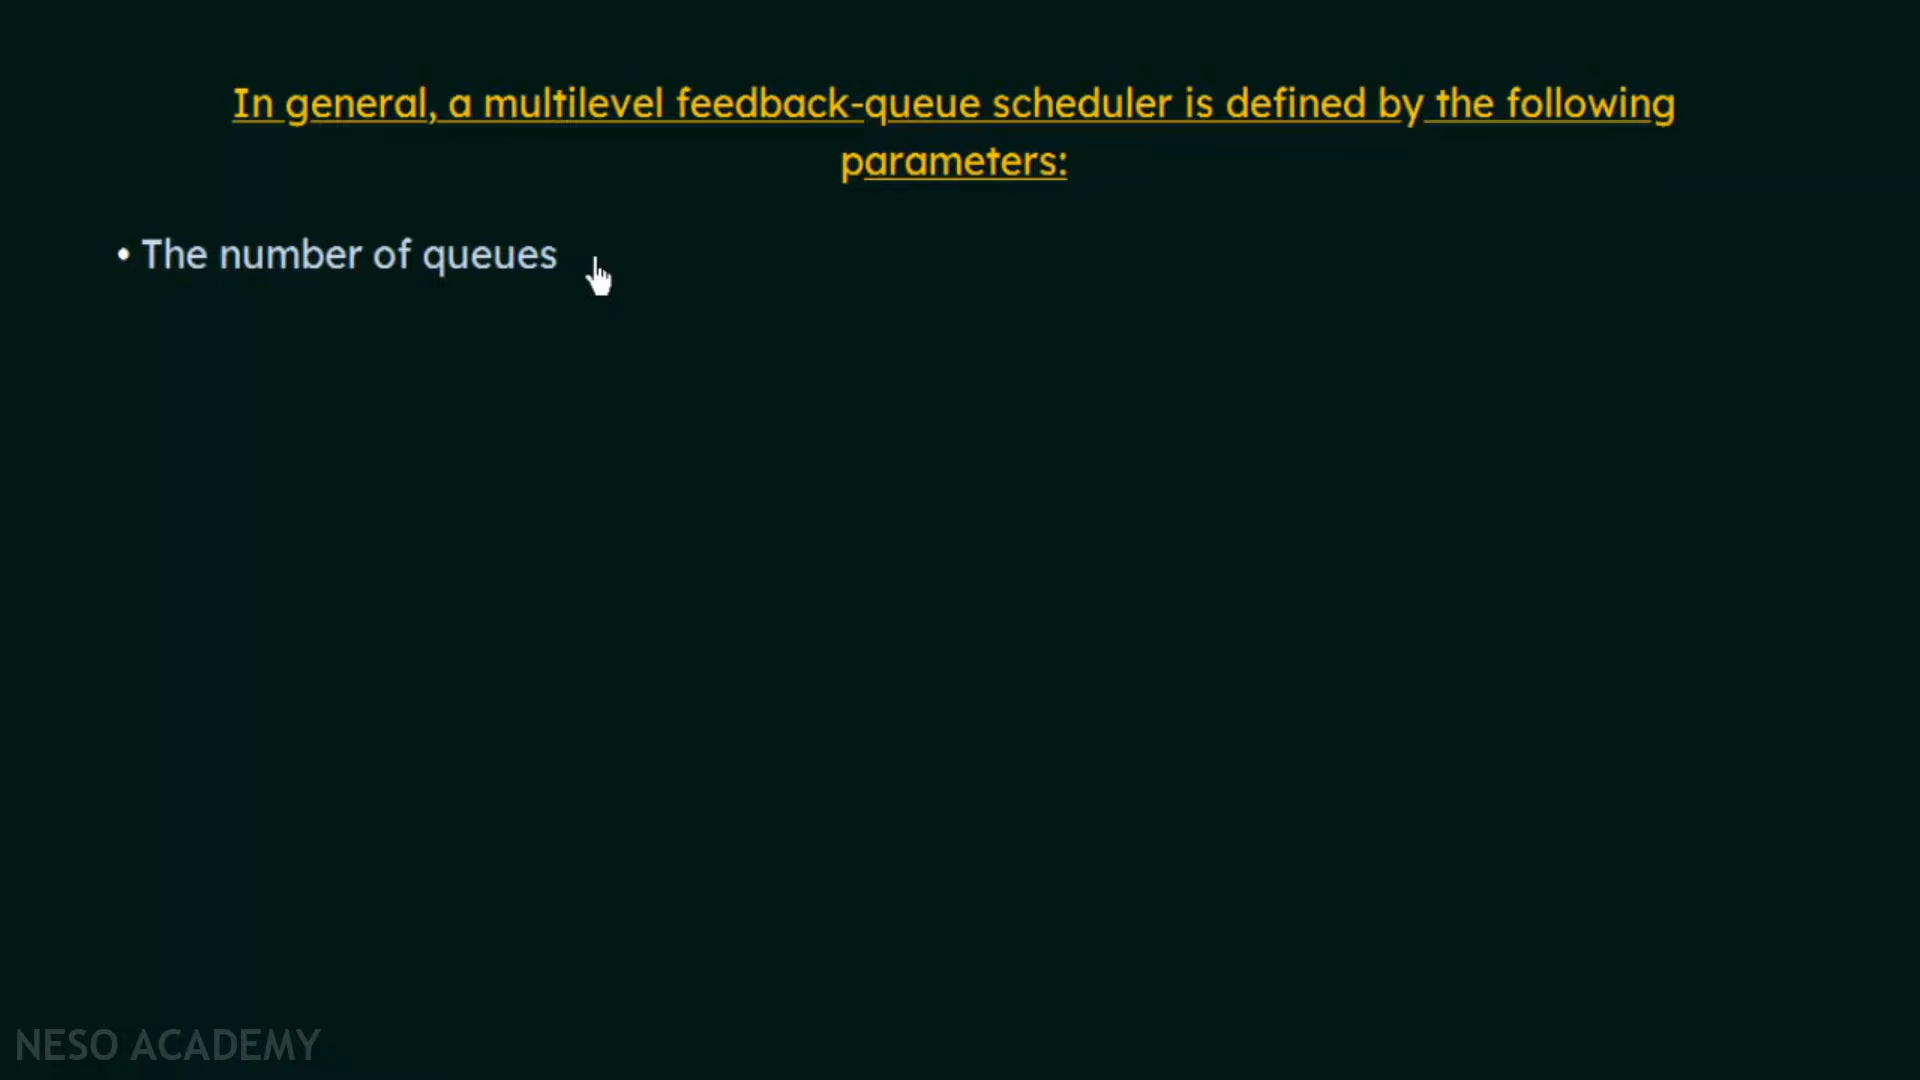 In general, a multilevel feedback-queue scheduler is defined by the following
parameters:
• The number of queues
NESO ACADEMY